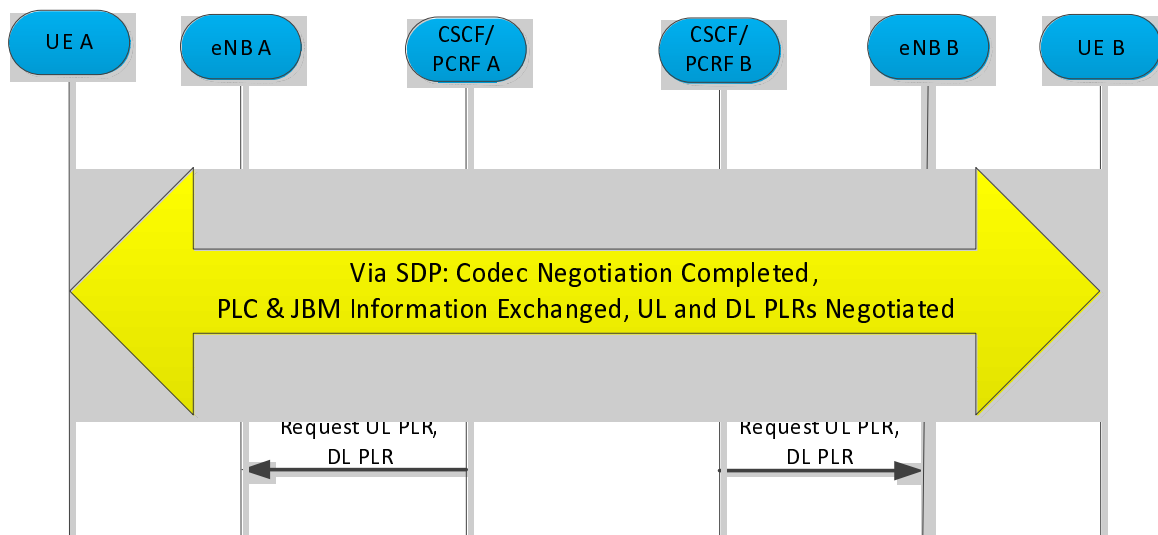 UE A
eNB A
CSCF/
PCRF A
CSCF/
PCRF B
eNB B
UE B
Via SDP: Codec Negotiation Completed,
PLC & JBM Information Exchanged, UL and DL PLRs Negotiated
Request UL PLR,
DL PLR
Request UL PLR,
DL PLR